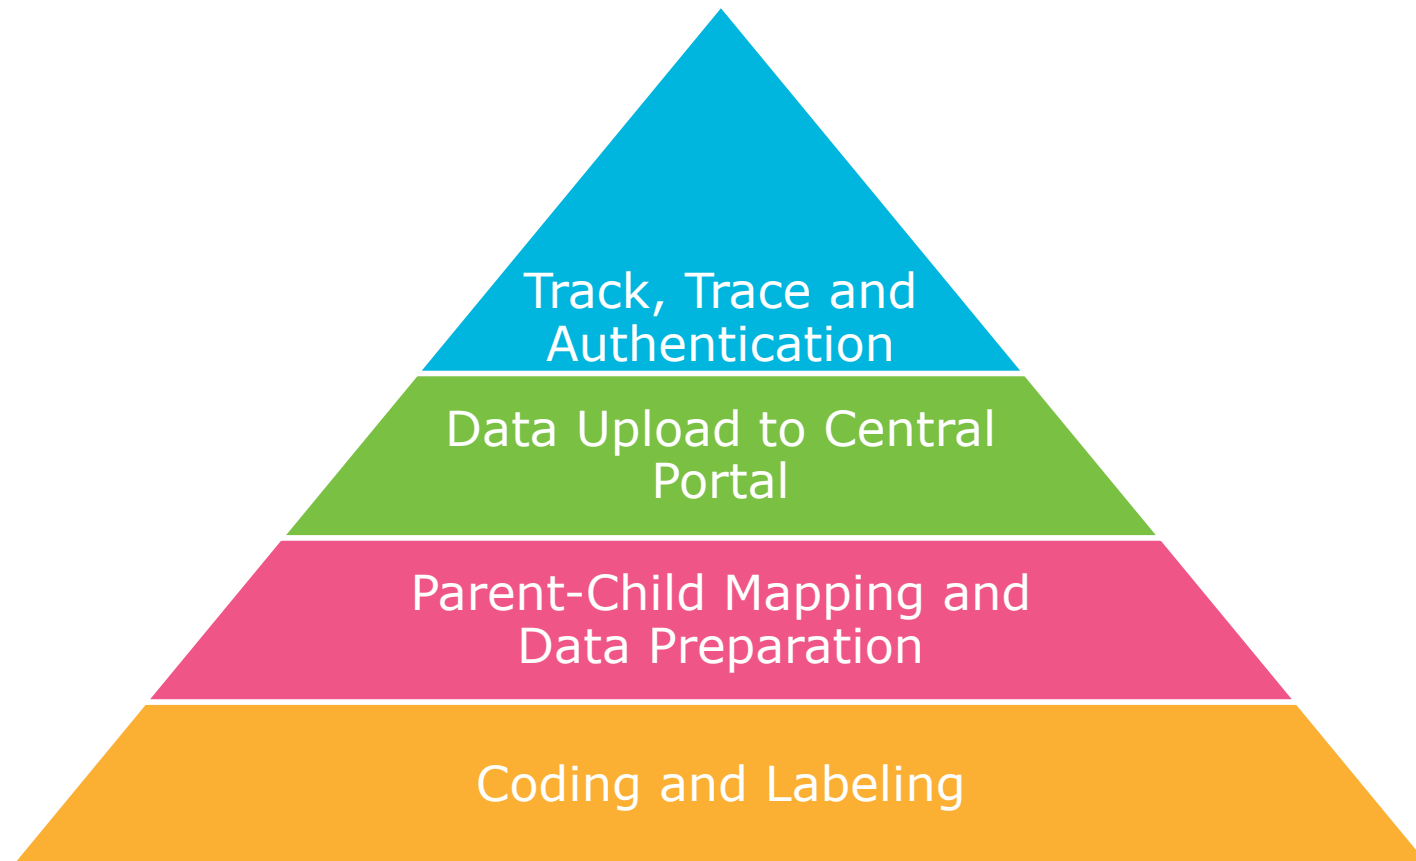 Track, Trace and
Authentication
Data Upload to Central
Portal
Parent-Child Mapping and
Data Preparation
Coding and Labeling